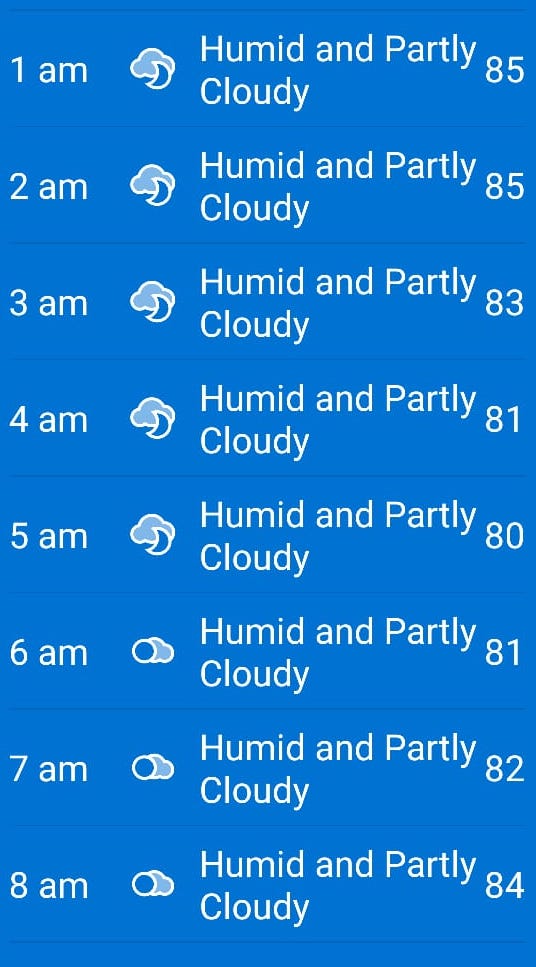 1 am Humid and Partly Cloudy 85
2 am Humid and Partly Cloudy 85
3 am Humid and Partly Cloudy 83
4 am Humid and Partly Cloudy 81
5 am Humid and Partly Cloudy 80
6 am Humid and Partly Cloudy 81
7 am Humid and Partly Cloudy 82
8 am Humid and Partly Cloudy 84